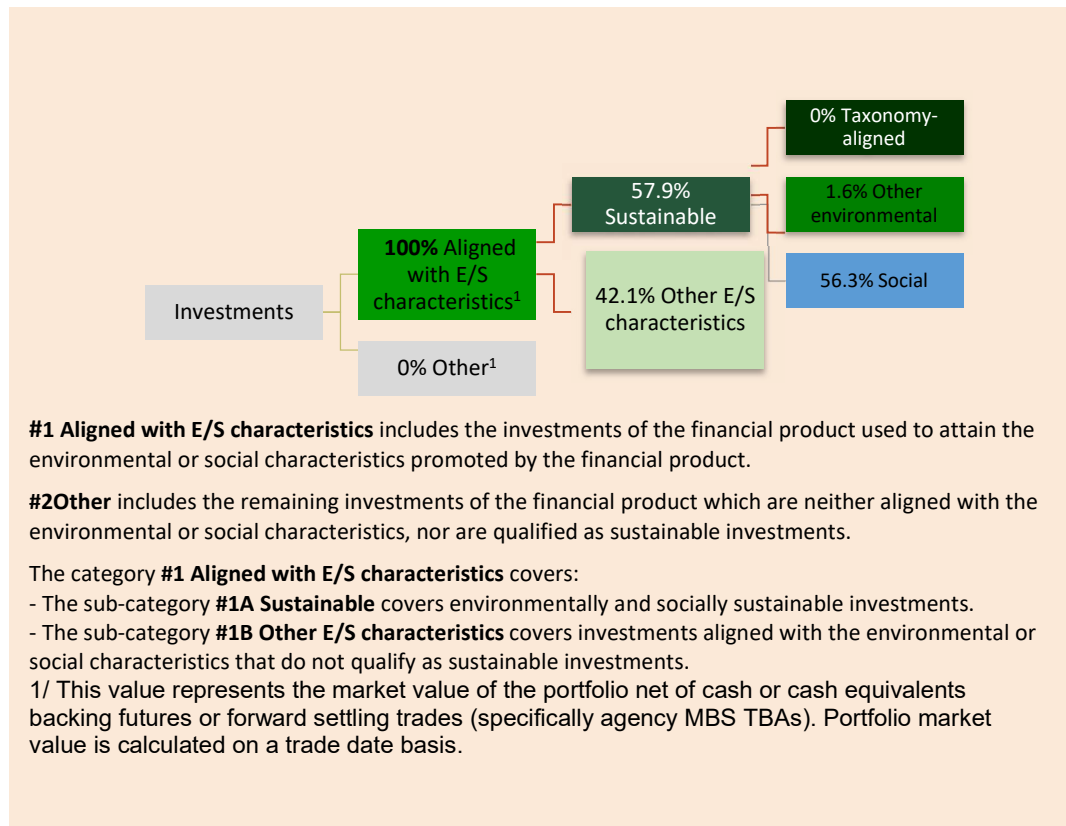 0% Taxonomy-
aligned
57.9%
Sustainable
1.6% Other
environmental
100% Aligned
with E/S
characteristics¹
42.1% Other E/S
characteristics
56.3% Social
Investments
0% Other¹
#1 Aligned with E/S characteristics includes the investments of the financial product used to attain the
environmental or social characteristics promoted by the financial product.
#2Other includes the remaining investments of the financial product which are neither aligned with the
environmental or social characteristics, nor are qualified as sustainable investments.
The category #1 Aligned with E/S characteristics covers:
- The sub-category #1A Sustainable covers environmentally and socially sustainable investments.
- The sub-category #1B Other E/S characteristics covers investments aligned with the environmental or
social characteristics that do not qualify as sustainable investments.
1/ This value represents the market value of the portfolio net of cash or cash equivalents
backing futures or forward settling trades (specifically agency MBS TBAs). Portfolio market
value is calculated on a trade date basis.